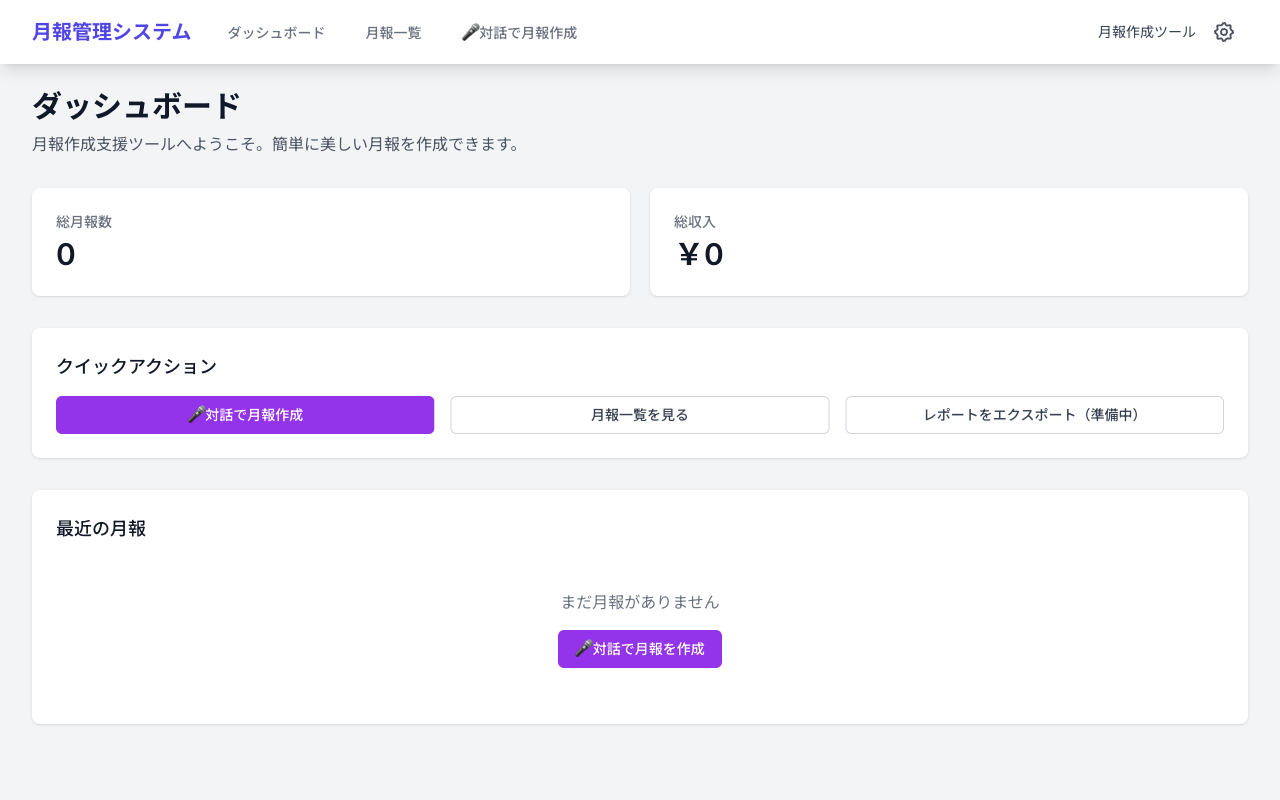 月報管理システム
ダッシュボード
月報一覧
🎤対話で月報作成
月報作成ツール
ダッシュボード
月報作成支援ツールへようこそ。簡単に美しい月報を作成できます。
総月報数
0
総収入
￥0
クイックアクション
🎤対話で月報作成
月報一覧を見る
レポートをエクスポート（準備中）
最近の月報
まだ月報がありません
🎤対話で月報を作成